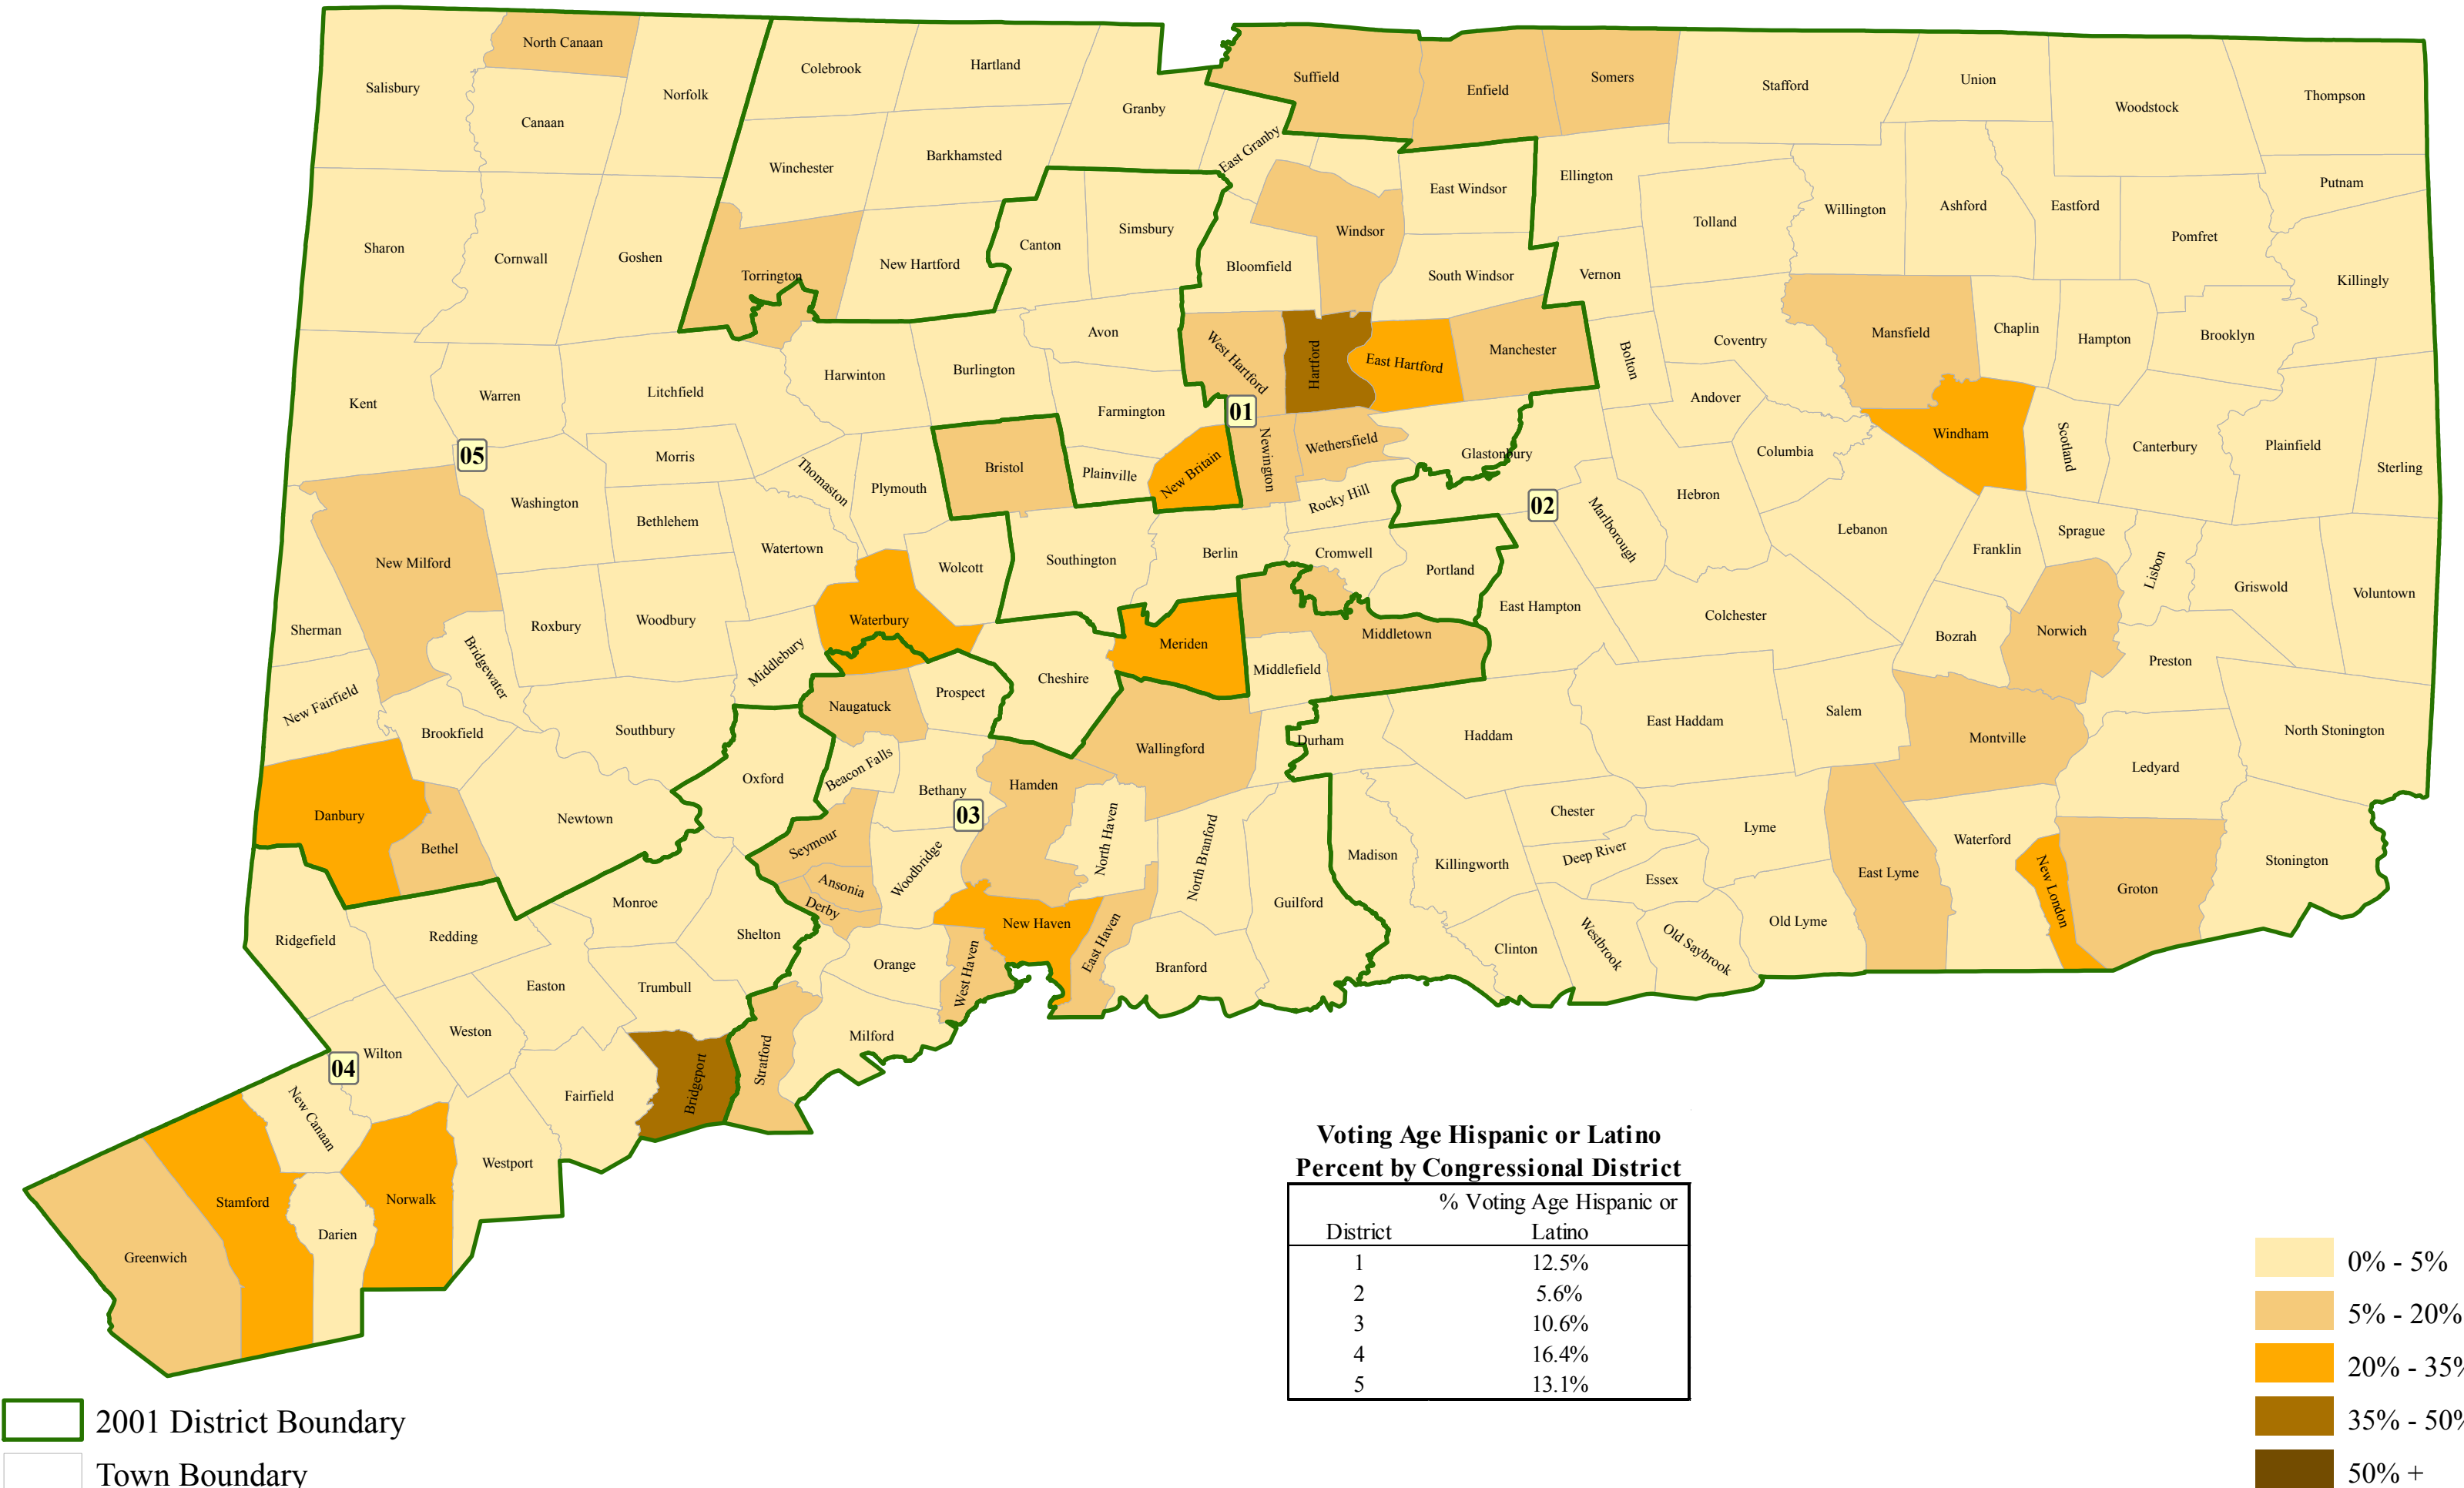 North Canaan
Salisbury
Canaan
Norfolk
Colebrook
Hartland
Granby
East Granby
Suffield
Enfield
Somers
Stafford
Union
Woodstock
Thompson
Winchester
Barkhamsted
Windsor
East Windsor
Ellington
Tolland
Willington
Ashford
Eastford
Pomfret
Putnam
Killingly
Sharon
Cornwall
Goshen
Torrington
New Hartford
Canton
Simsbury
Bloomfield
South Windsor
Vernon
Mansfield
Chaplin
Hampton
Brooklyn
Kent
Warren
Litchfield
Harwinton
Burlington
Avon
Farmington
West Hartford
Hartford
East Hartford
Manchester
Bolton
Coventry
Andover
Columbia
Windham
Scotland
Canterbury
Plainfield
Sterling
01
05
Morris
Thomaston
Plymouth
Bristol
Plainville
New Britain
Newington
Wethersfield
Glastonbury
Rocky Hill
02
Marlborough
Hebron
Lebanon
Franklin
Sprague
Lisbon
Griswold
Voluntown
New Milford
Washington
Bethlehem
Watertown
Wolcott
Southington
Berlin
Cromwell
Portland
East Hampton
Colchester
Bozrah
Norwich
Preston
North Stonington
Sherman
Bridgewater
Roxbury
Woodbury
Middlebury
Waterbury
Cheshire
Meriden
Middlefield
Middletown
New Fairfield
Brookfield
Southbury
Naugatuck
Prospect
Wallingford
Durham
Haddam
East Haddam
Salem
Montville
Ledyard
Danbury
Bethel
Newtown
Oxford
Beacon Falls
Bethany
03
Hamden
North Haven
North Branford
Madison
Killingworth
Chester
Deep River
Essex
Lyme
East Lyme
Waterford
New London
Groton
Stonington
Seymour
Ansonia
Derby
Woodbridge
Guilford
Clinton
Westbrook
Old Saybrook
Old Lyme
Ridgefield
Redding
Monroe
Shelton
Orange
West Haven
New Haven
East Haven
Branford
Easton
Trumbull
Weston
Wilton
04
New Canaan
Fairfield
Bridgeport
Stratford
Milford
Greenwich
Stamford
Darien
Norwalk
Westport
Voting Age Hispanic or Latino
Percent by Congressional District
% Voting Age Hispanic or
District Latino
1 12.5%
2 5.6%
3 10.6%
4 16.4%
5 13.1%
0% - 5%
5% - 20%
20% - 35%
35% - 50%
50% +
2001 District Boundary
Town Boundary